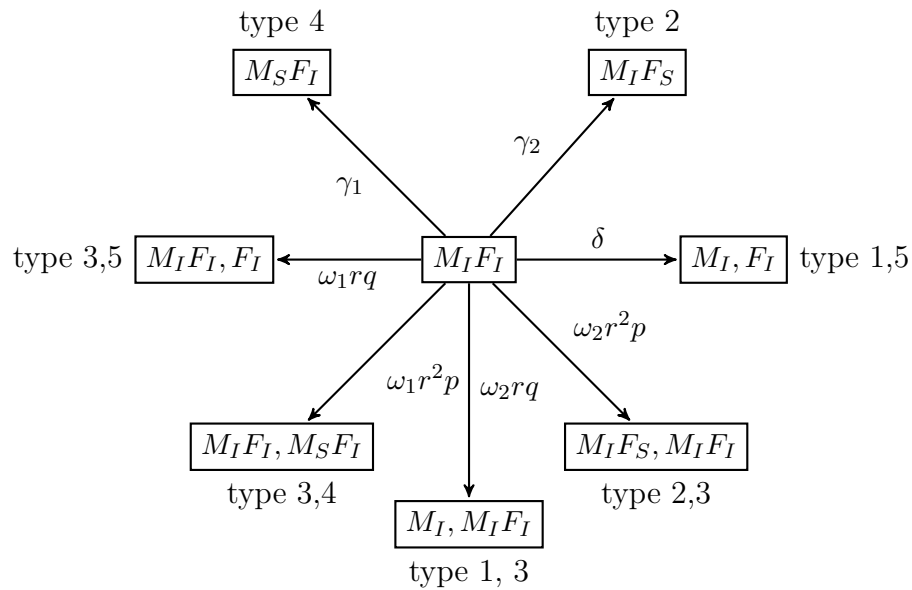 type 4
type 2
M_S F_I
M_I F_S
γ_2
γ_1
δ
type 3,5
M_I F_I, F_I
M_I F_I
M_I, F_I
type 1,5
ω_1 rq
ω_2 r^2 p
ω_1 r^2 p
ω_2 rq
M_I F_I, M_S F_I
M_I F_S, M_I F_I
type 3,4
type 2,3
M_I, M_I F_I
type 1, 3